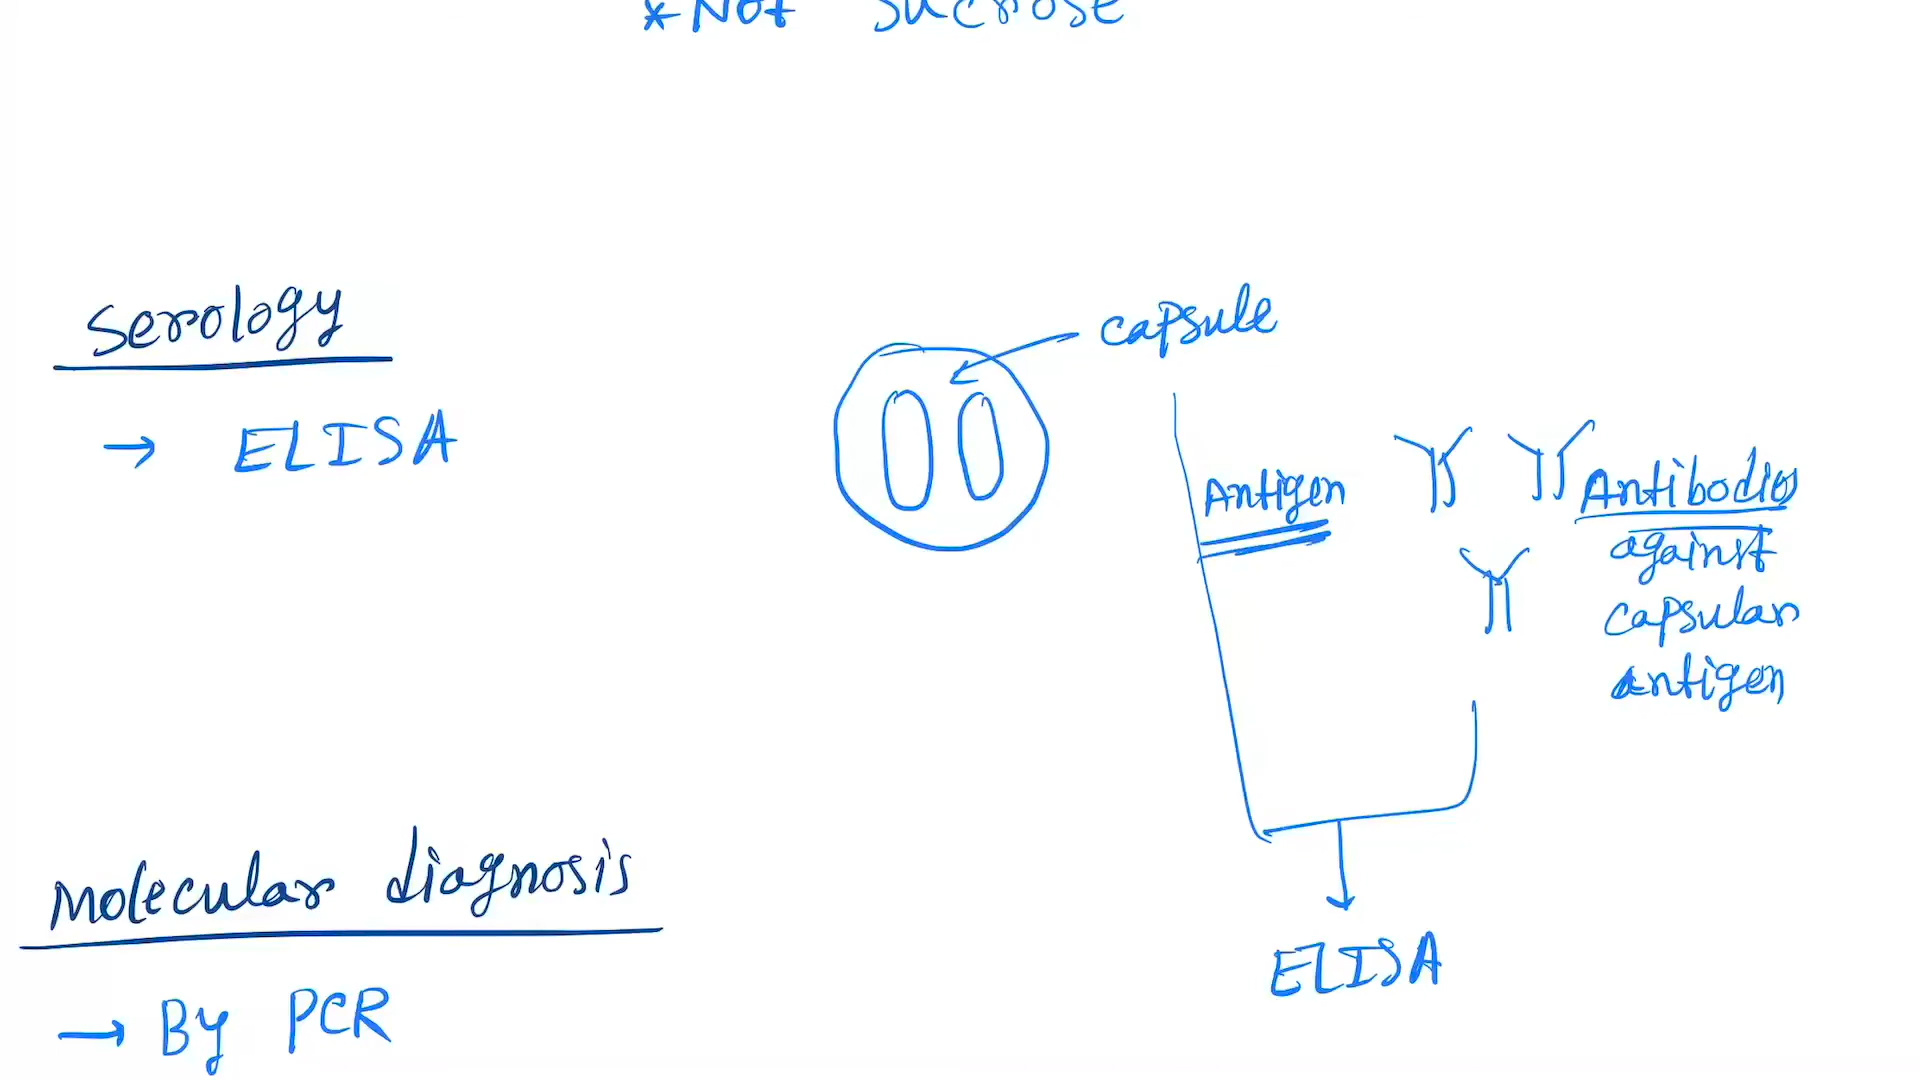 *Not sucrose
Serology
→ ELISA
capsule
Antigen
Antibodies
against
capsular
antigen
ELISA
Molecular diagnosis
→ By PCR